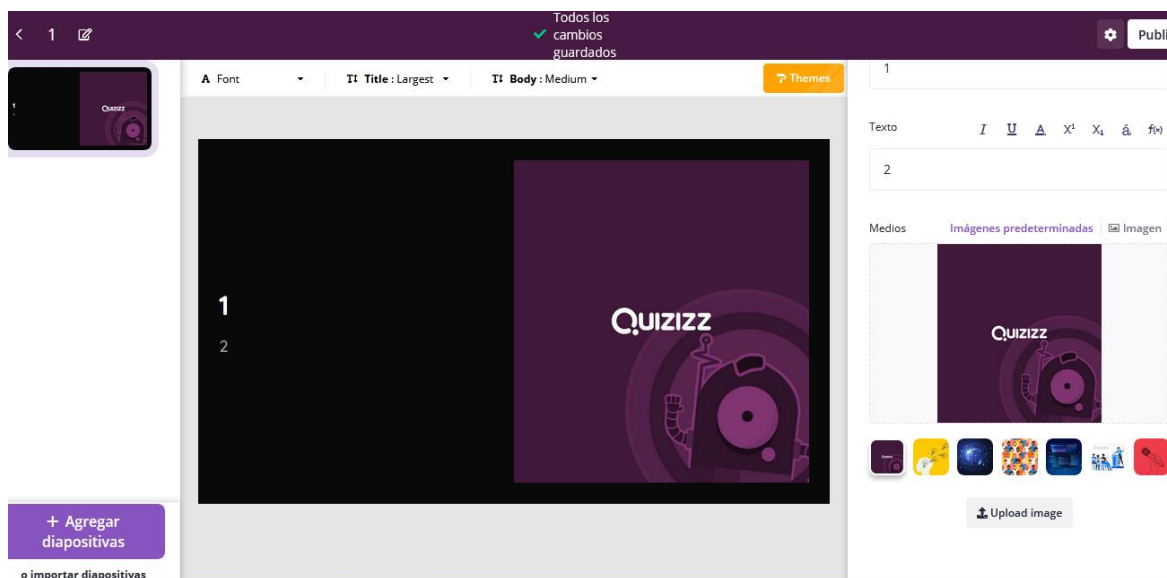 1
Todos los
cambios
guardados
Publi
1
QUIZIZZ
A Font
Title : Largest
Body : Medium
Themes
1
2
QUIZIZZ
1
Texto
I U A X¹ X₁ á f(x)
2
Medios
Imágenes predeterminadas
Imagen
QUIZIZZ
Upload image
+ Agregar
diapositivas
o importar diapositivas